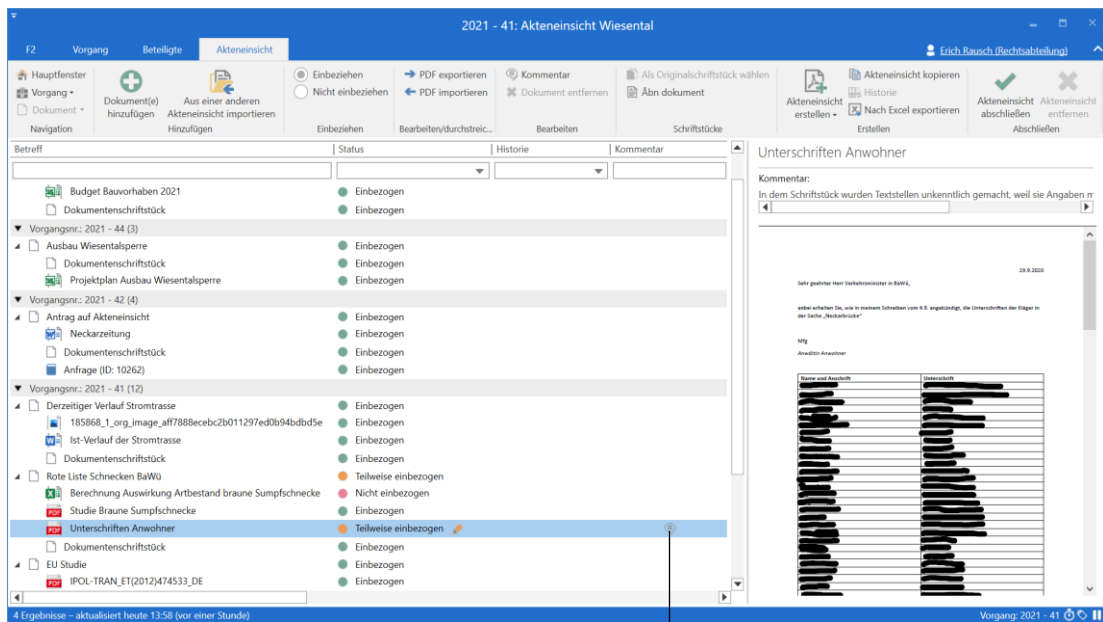 2021 - 41: Akteneinsicht Wiesental
F2 Vorgang Beteiligte Akteneinsicht Erich Rausch (Rechtsabteilung)
Hauptfenster
Vorgang
Dokument
Navigation
Dokument(e) hinzufügen
Aus einer anderen Akteneinsicht importieren
Hinzufügen
Einbeziehen
Nicht einbeziehen
Einbeziehen
PDF exportieren
PDF importieren
Bearbeiten/durchstreic...
Kommentar
Dokument entfernen
Bearbeiten
Als Originalschriftstück wählen
Åbn dokument
Schriftstücke
Akteneinsicht erstellen
Akteneinsicht kopieren
Historie
Nach Excel exportieren
Erstellen
Akteneinsicht abschließen
Akteneinsicht entfernen
Abschließen
Betreff Status Historie Kommentar
Budget Bauvorhaben 2021 Einbezogen
Dokumentenschriftstück Einbezogen
Vorgangsnr.: 2021 - 44 (3)
Ausbau Wiesentalsperre Einbezogen
Dokumentenschriftstück Einbezogen
Projektplan Ausbau Wiesentalsperre Einbezogen
Vorgangsnr.: 2021 - 42 (4)
Antrag auf Akteneinsicht Einbezogen
Neckarzeitung Einbezogen
Dokumentenschriftstück Einbezogen
Anfrage (ID: 10262) Einbezogen
Vorgangsnr.: 2021 - 41 (12)
Derzeitiger Verlauf Stromtrasse Einbezogen
185868_1_org_image_aff7888ecebc2b011297ed0b94bdbd5e Einbezogen
Ist-Verlauf der Stromtrasse Einbezogen
Dokumentenschriftstück Einbezogen
Rote Liste Schnecken BaWü Teilweise einbezogen
Berechnung Auswirkung Artbestand braune Sumpfschnecke Nicht einbezogen
PDF Studie Braune Sumpfschnecke Einbezogen
PDF Unterschriften Anwohner Teilweise einbezogen
Dokumentenschriftstück Einbezogen
EU Studie Einbezogen
PDF IPOL-TRAN_ET(2012)474533_DE Einbezogen
Unterschriften Anwohner
Kommentar:
In dem Schriftstück wurden Textstellen unkenntlich gemacht, weil sie Angaben m
29.9.2020
Sehr geehrter Herr Verkehrsminister in BaWü,
anbei erhalten Sie, wie in meinem Schreiben vom 4.9. angekündigt, die Unterschriften der Kläger in
der Sache „Neckarbrücke“
Mfg
Anwältin Anwohner
Name und Anschrift Unterschrift
4 Ergebnisse – aktualisiert heute 13:58 (vor einer Stunde) Vorgang: 2021 - 41